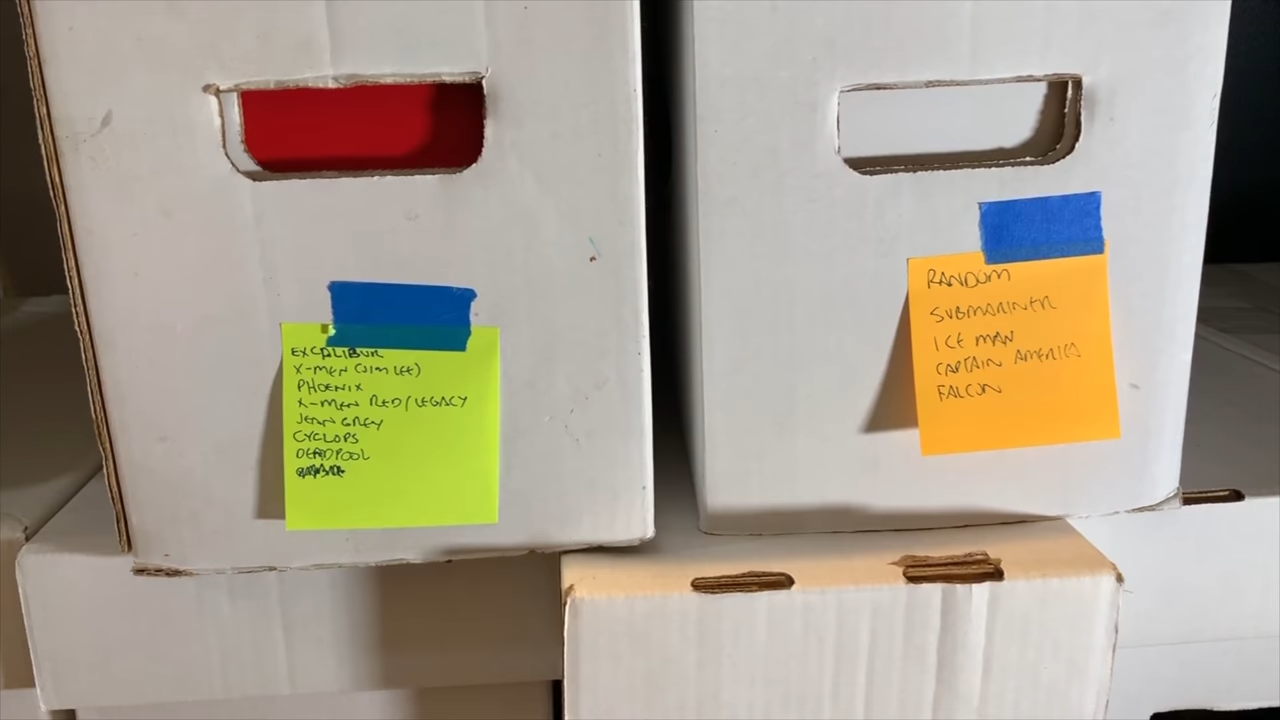 EXCALIBUR
X-MEN (JIM LEE)
PHOENIX
X-MEN RED/LEGACY
JEAN GREY
CYCLOPS
DEADPOOL
RANDOM
SUBMARINER
ICE MAN
CAPTAIN AMERICA
FALCON